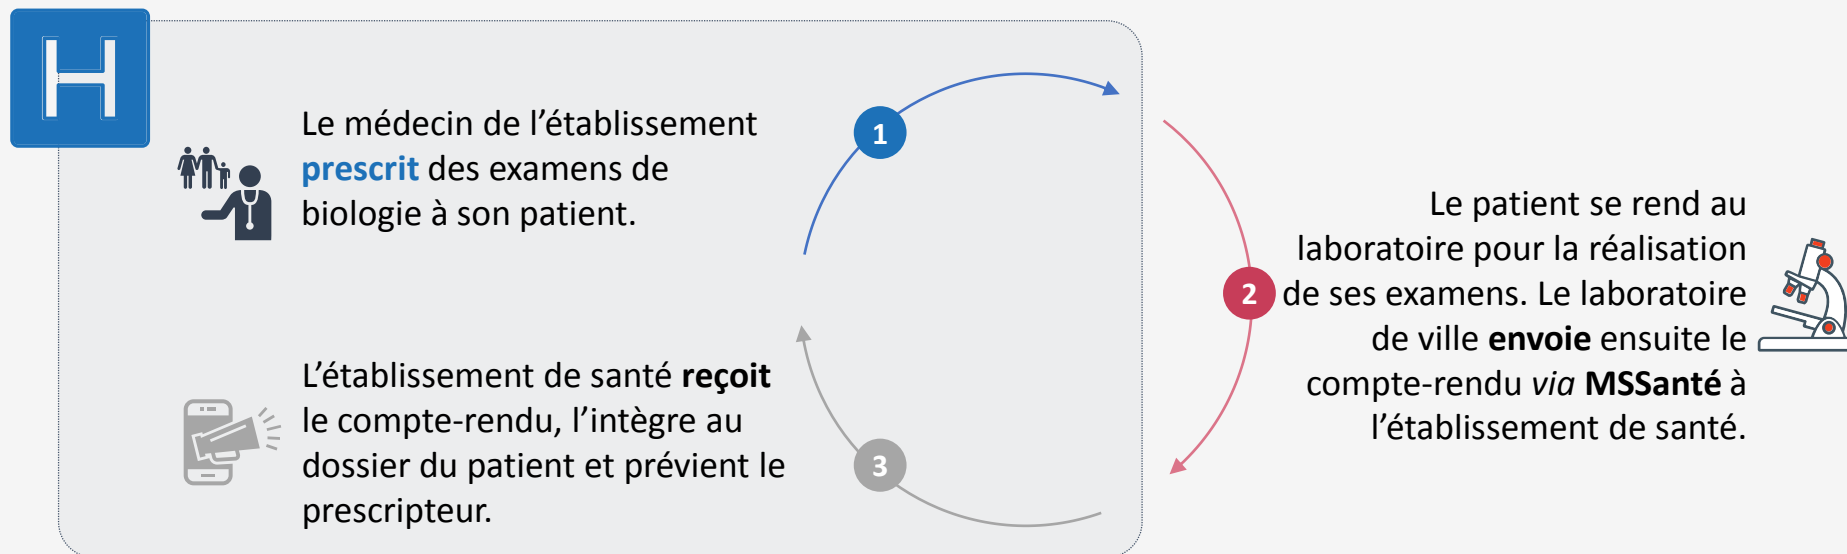 H
Le médecin de l’établissement
prescrit des examens de
biologie à son patient.
1
Le patient se rend au
laboratoire pour la réalisation
2 de ses examens. Le laboratoire
de ville envoie ensuite le
compte-rendu via MSSanté à
l’établissement de santé.
L’établissement de santé reçoit
le compte-rendu, l’intègre au
dossier du patient et prévient le
prescripteur.
3